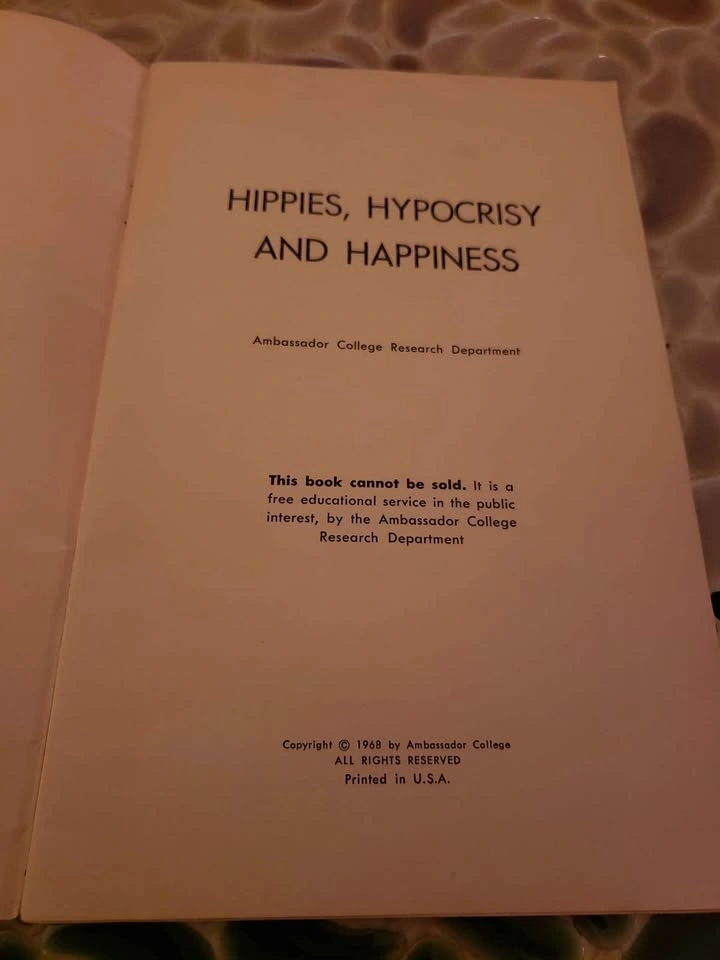 HIPPIES, HYPOCRISY
AND HAPPINESS
Ambassador College Research Department
This book cannot be sold. It is a
free educational service in the public
interest, by the Ambassador College
Research Department
Copyright © 1968 by Ambassador College
ALL RIGHTS RESERVED
Printed in U.S.A.